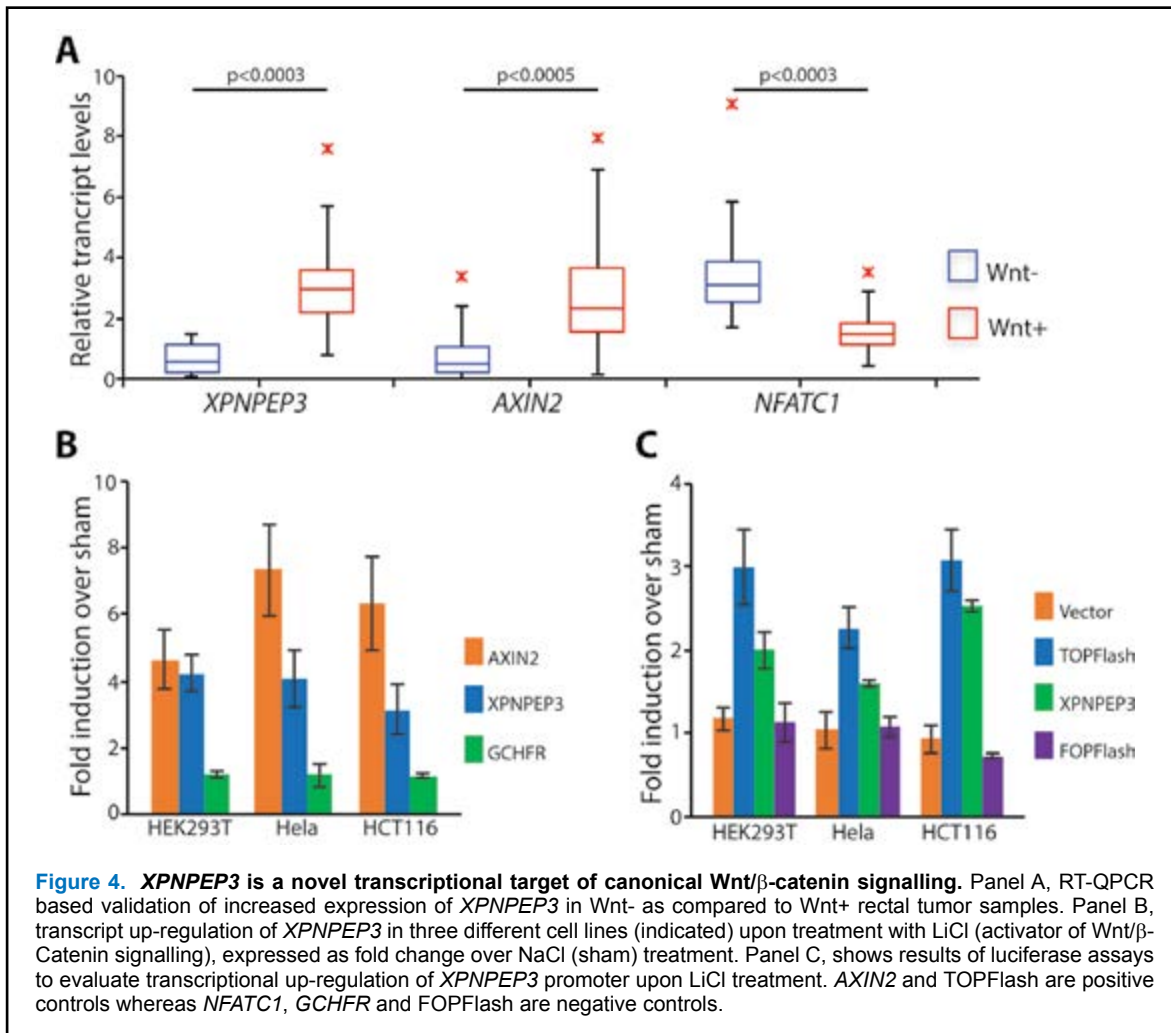 A
10
8
6
4
2
0
Relative trancript levels
p<0.0003
p<0.0005
p<0.0003
XPNPEP3
AXIN2
NFATC1
Wnt-
Wnt+
B
10
8
6
4
2
0
Fold induction over sham
HEK293T
Hela
HCT116
AXIN2
XPNPEP3
GCHFR
C
4
3
2
1
0
Fold induction over sham
HEK293T
Hela
HCT116
Vector
TOPFlash
XPNPEP3
FOPFlash
Figure 4. XPNPEP3 is a novel transcriptional target of canonical Wnt/β-catenin signalling. Panel A, RT-QPCR
based validation of increased expression of XPNPEP3 in Wnt- as compared to Wnt+ rectal tumor samples. Panel B,
transcript up-regulation of XPNPEP3 in three different cell lines (indicated) upon treatment with LiCl (activator of Wnt/β-
Catenin signalling), expressed as fold change over NaCl (sham) treatment. Panel C, shows results of luciferase assays
to evaluate transcriptional up-regulation of XPNPEP3 promoter upon LiCl treatment. AXIN2 and TOPFlash are positive
controls whereas NFATC1, GCHFR and FOPFlash are negative controls.